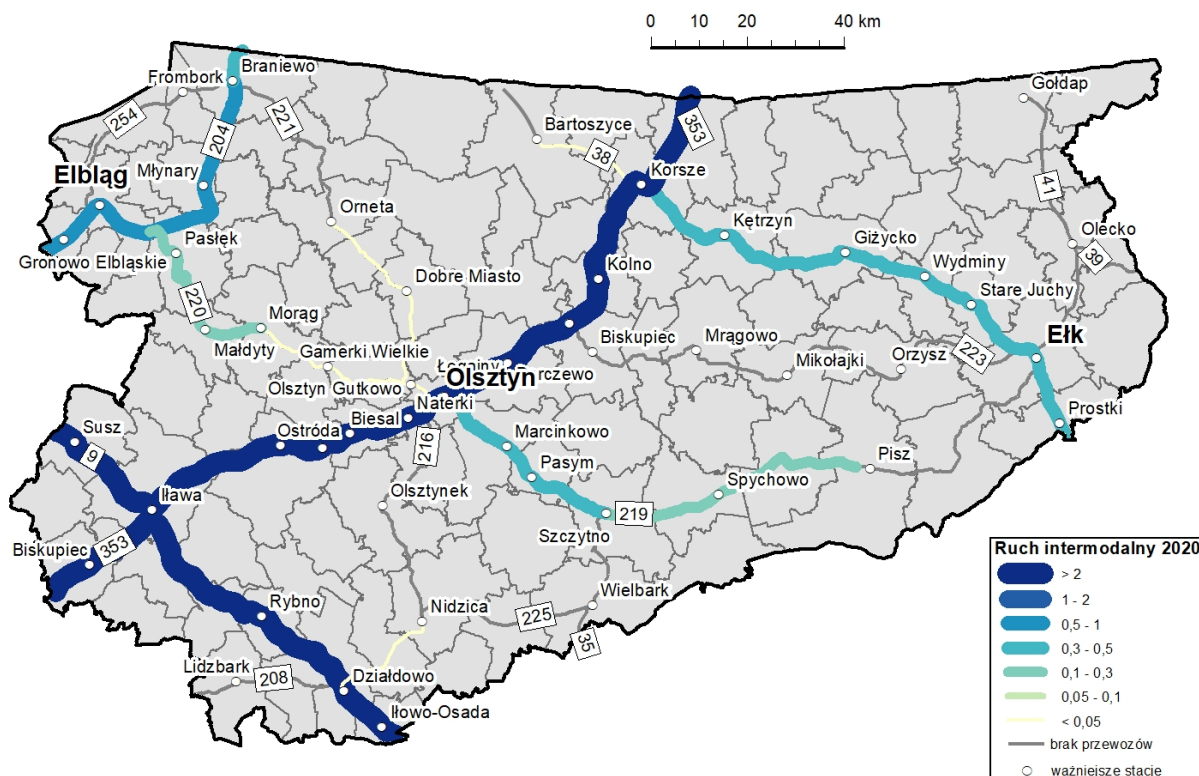 0 10 20 40 km
Braniewo
Frombork
Gołdap
254
221
353
204
Bartoszyce
38
Młynary
Korsze
Elbląg
41
Orneta
Kętrzyn
Giżycko
Olecko
Pasłęk
39
Gronowo Elbląskie
Wydminy
Kolno
Dobre Miasto
Stare Juchy
220
Morąg
Ełk
Biskupiec
Mrągowo
Małdyty
Gamerki Wielkie
223
Orzysz
Mikołajki
Olsztyn
Olsztyn Gutkowo
Naterki
Prostki
Biesal
Susz
Ostróda
Marcinkowo
216
9
Pisz
Pasym
Olsztynek
Spychowo
Iława
219
Szczytno
Biskupiec
353
Ruch intermodalny 2020
> 2
1 - 2
0,5 - 1
0,3 - 0,5
0,1 - 0,3
0,05 - 0,1
< 0,05
brak przewozów
ważniejsze stacje
Wielbark
Rybno
Nidzica
225
35
Lidzbark
208
Działdowo
Iłowo-Osada